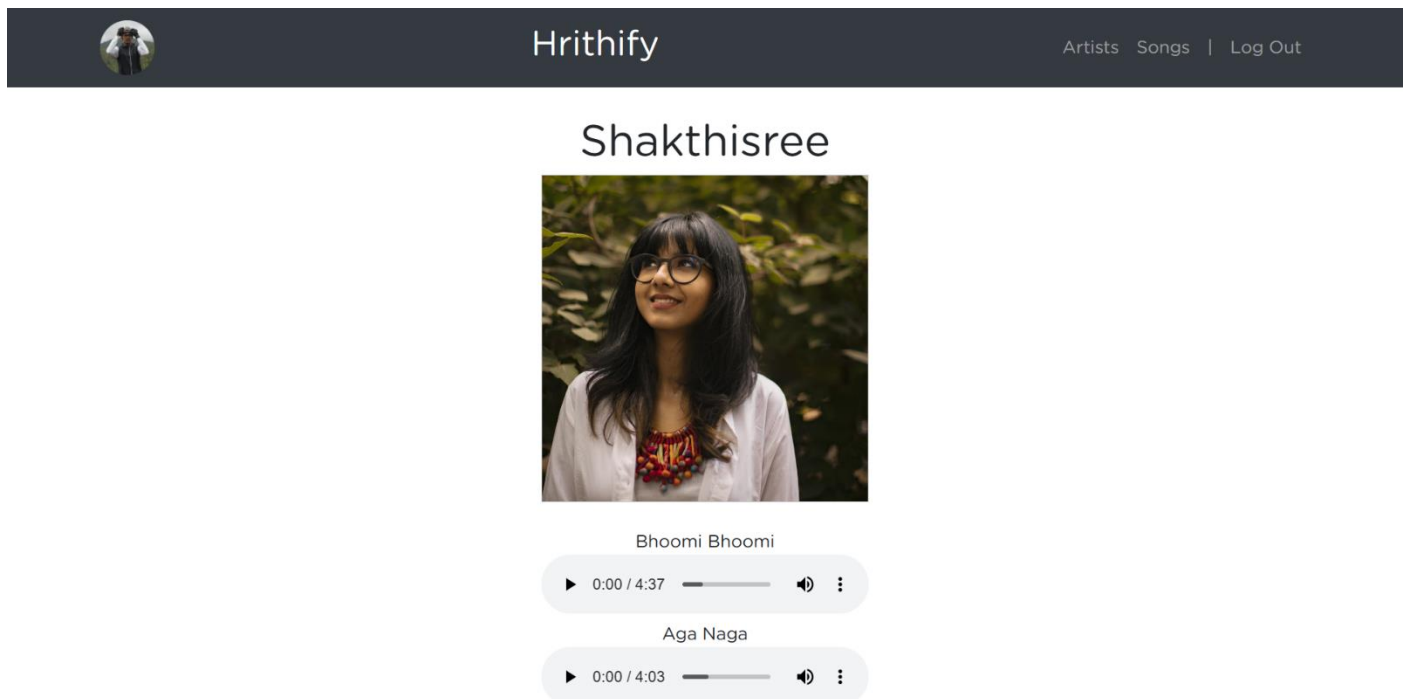 Hrithify
Artists Songs | Log Out
Shakthisree
Bhoomi Bhoomi
0:00 / 4:37
Aga Naga
0:00 / 4:03